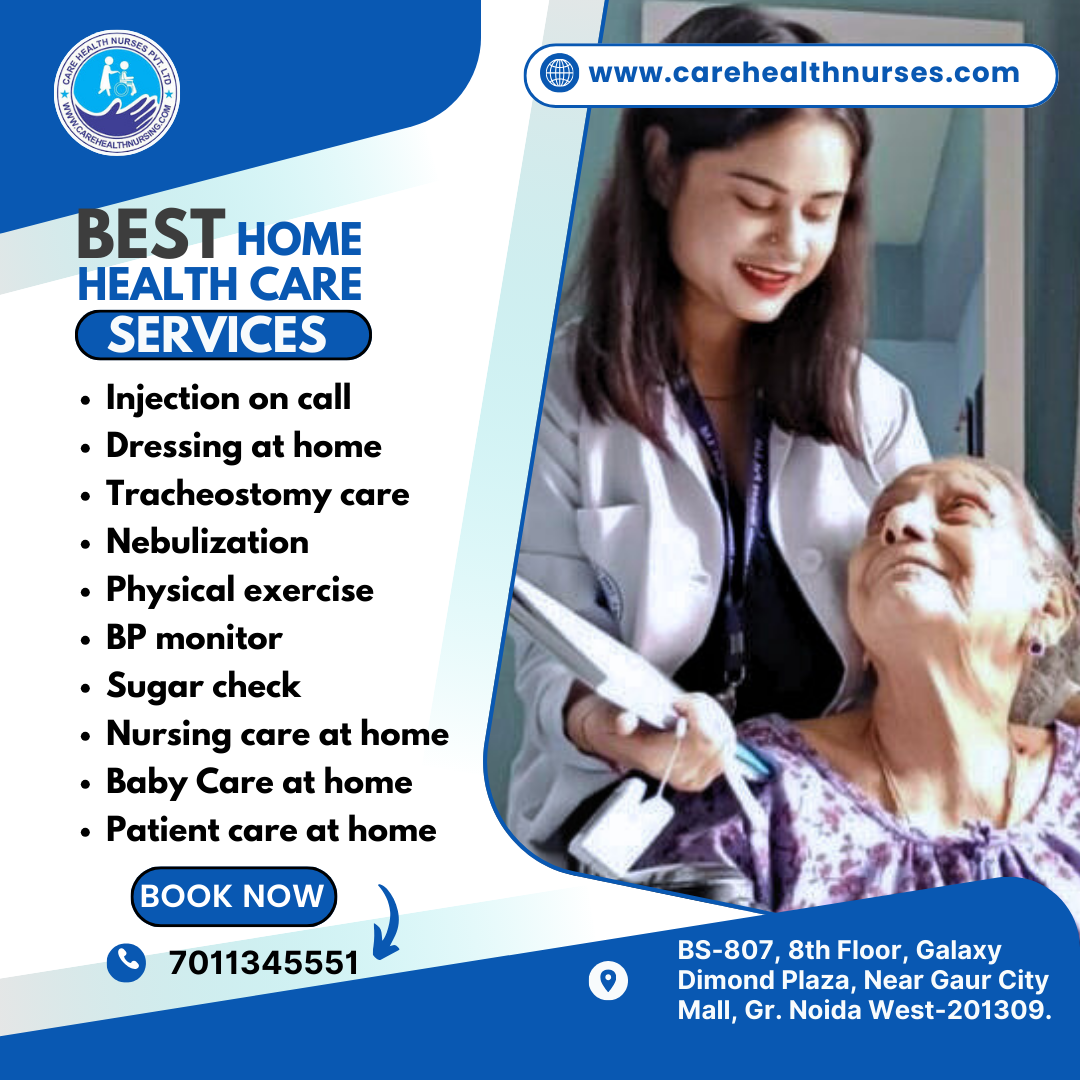 CARE HEALTH NURSES PVT. LTD
WWW.CAREHEALTHNURSING.COM
www.carehealthnurses.com
BEST HOME
HEALTH CARE
SERVICES
• Injection on call
• Dressing at home
• Tracheostomy care
• Nebulization
• Physical exercise
• BP monitor
• Sugar check
• Nursing care at home
• Baby Care at home
• Patient care at home
BOOK NOW
7011345551
BS-807, 8th Floor, Galaxy
Dimond Plaza, Near Gaur City
Mall, Gr. Noida West-201309.